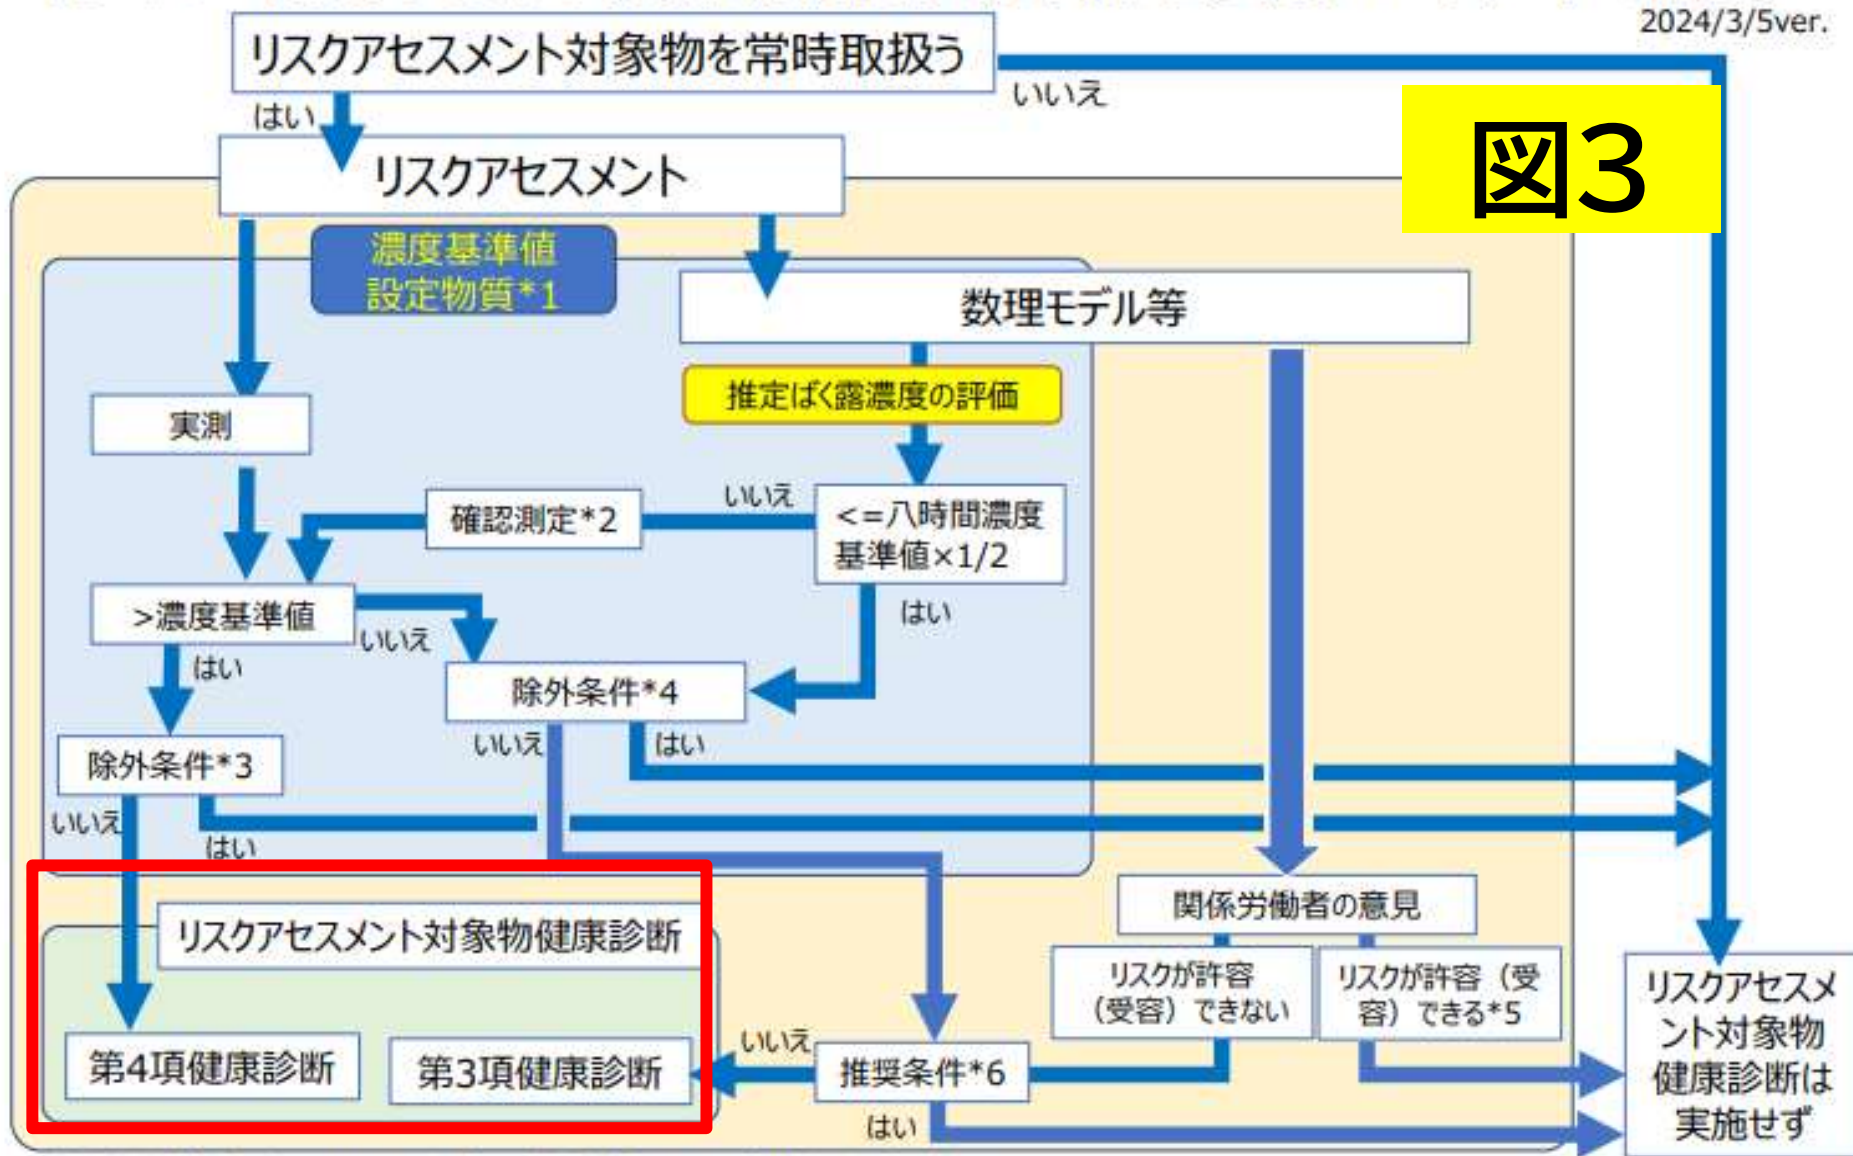 2024/3/5ver.
リスクアセスメント対象物を常時取扱う
はい
いいえ
図3
リスクアセスメント
濃度基準値
設定物質*1
数理モデル等
推定ばく露濃度の評価
実測
確認測定*2
いいえ
<=八時間濃度
基準値×1/2
はい
>濃度基準値
いいえ
はい
除外条件*4
いいえ
はい
除外条件*3
いいえ
はい
リスクアセスメント対象物健康診断
第4項健康診断
第3項健康診断
関係労働者の意見
リスクが許容
（受容）できない
リスクが許容（受
容）できる*5
いいえ
推奨条件*6
はい
リスクアセスメ
ント対象物
健康診断は
実施せず